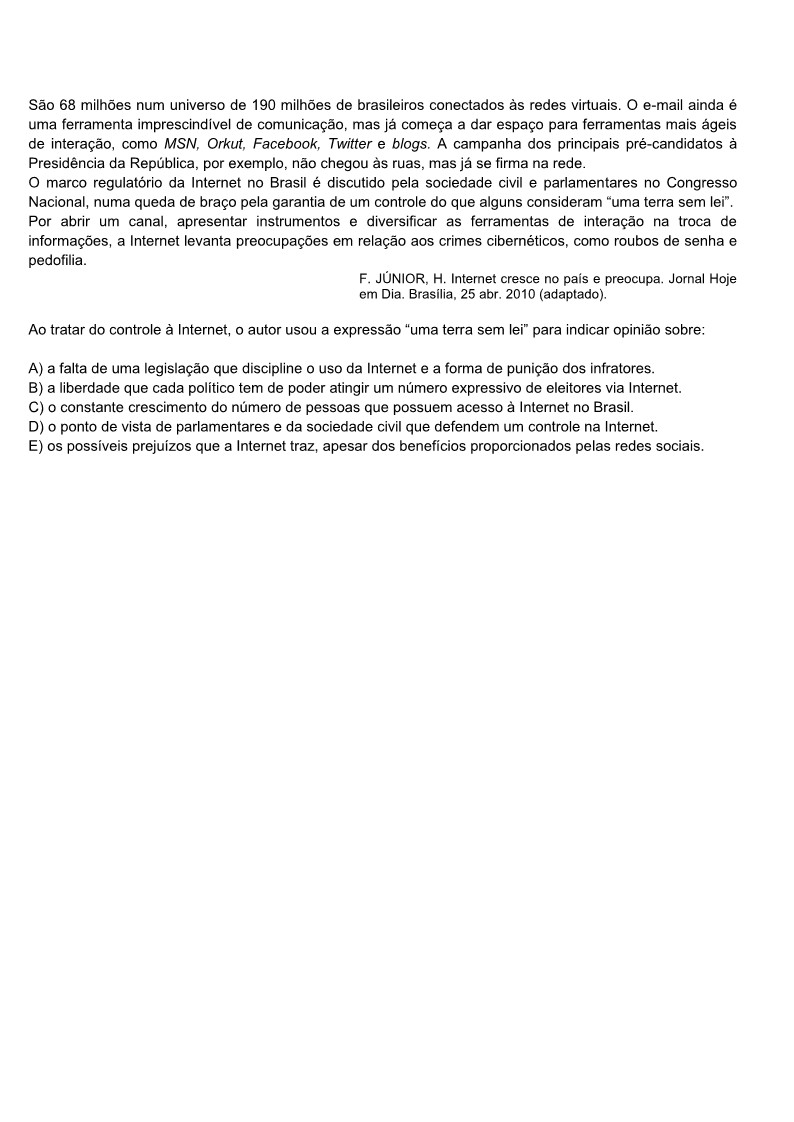 São 68 milhões num universo de 190 milhões de brasileiros conectados às redes virtuais. O e-mail ainda é
uma ferramenta imprescindível de comunicação, mas já começa a dar espaço para ferramentas mais ágeis
de interação, como MSN, Orkut, Facebook, Twitter e blogs. A campanha dos principais pré-candidatos à
Presidência da República, por exemplo, não chegou às ruas, mas já se firma na rede.
O marco regulatório da Internet no Brasil é discutido pela sociedade civil e parlamentares no Congresso
Nacional, numa queda de braço pela garantia de um controle do que alguns consideram “uma terra sem lei”.
Por abrir um canal, apresentar instrumentos e diversificar as ferramentas de interação na troca de
informações, a Internet levanta preocupações em relação aos crimes cibernéticos, como roubos de senha e
pedofilia.
F. JÚNIOR, H. Internet cresce no país e preocupa. Jornal Hoje
em Dia. Brasília, 25 abr. 2010 (adaptado).
Ao tratar do controle à Internet, o autor usou a expressão “uma terra sem lei” para indicar opinião sobre:
A) a falta de uma legislação que discipline o uso da Internet e a forma de punição dos infratores.
B) a liberdade que cada político tem de poder atingir um número expressivo de eleitores via Internet.
C) o constante crescimento do número de pessoas que possuem acesso à Internet no Brasil.
D) o ponto de vista de parlamentares e da sociedade civil que defendem um controle na Internet.
E) os possíveis prejuízos que a Internet traz, apesar dos benefícios proporcionados pelas redes sociais.